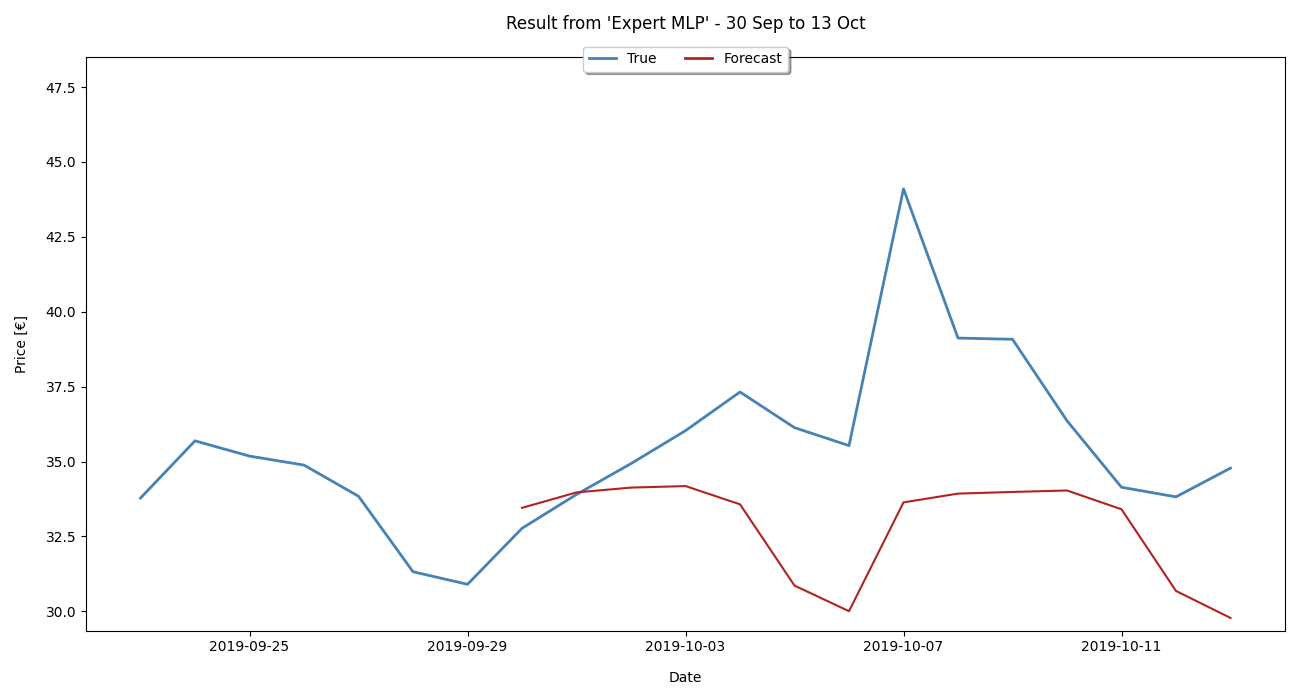 Result from 'Expert MLP' - 30 Sep to 13 Oct
True Forecast
47.5
45.0
42.5
40.0
37.5
35.0
32.5
30.0
Price [€]
2019-09-25 2019-09-29 2019-10-03 2019-10-07 2019-10-11
Date